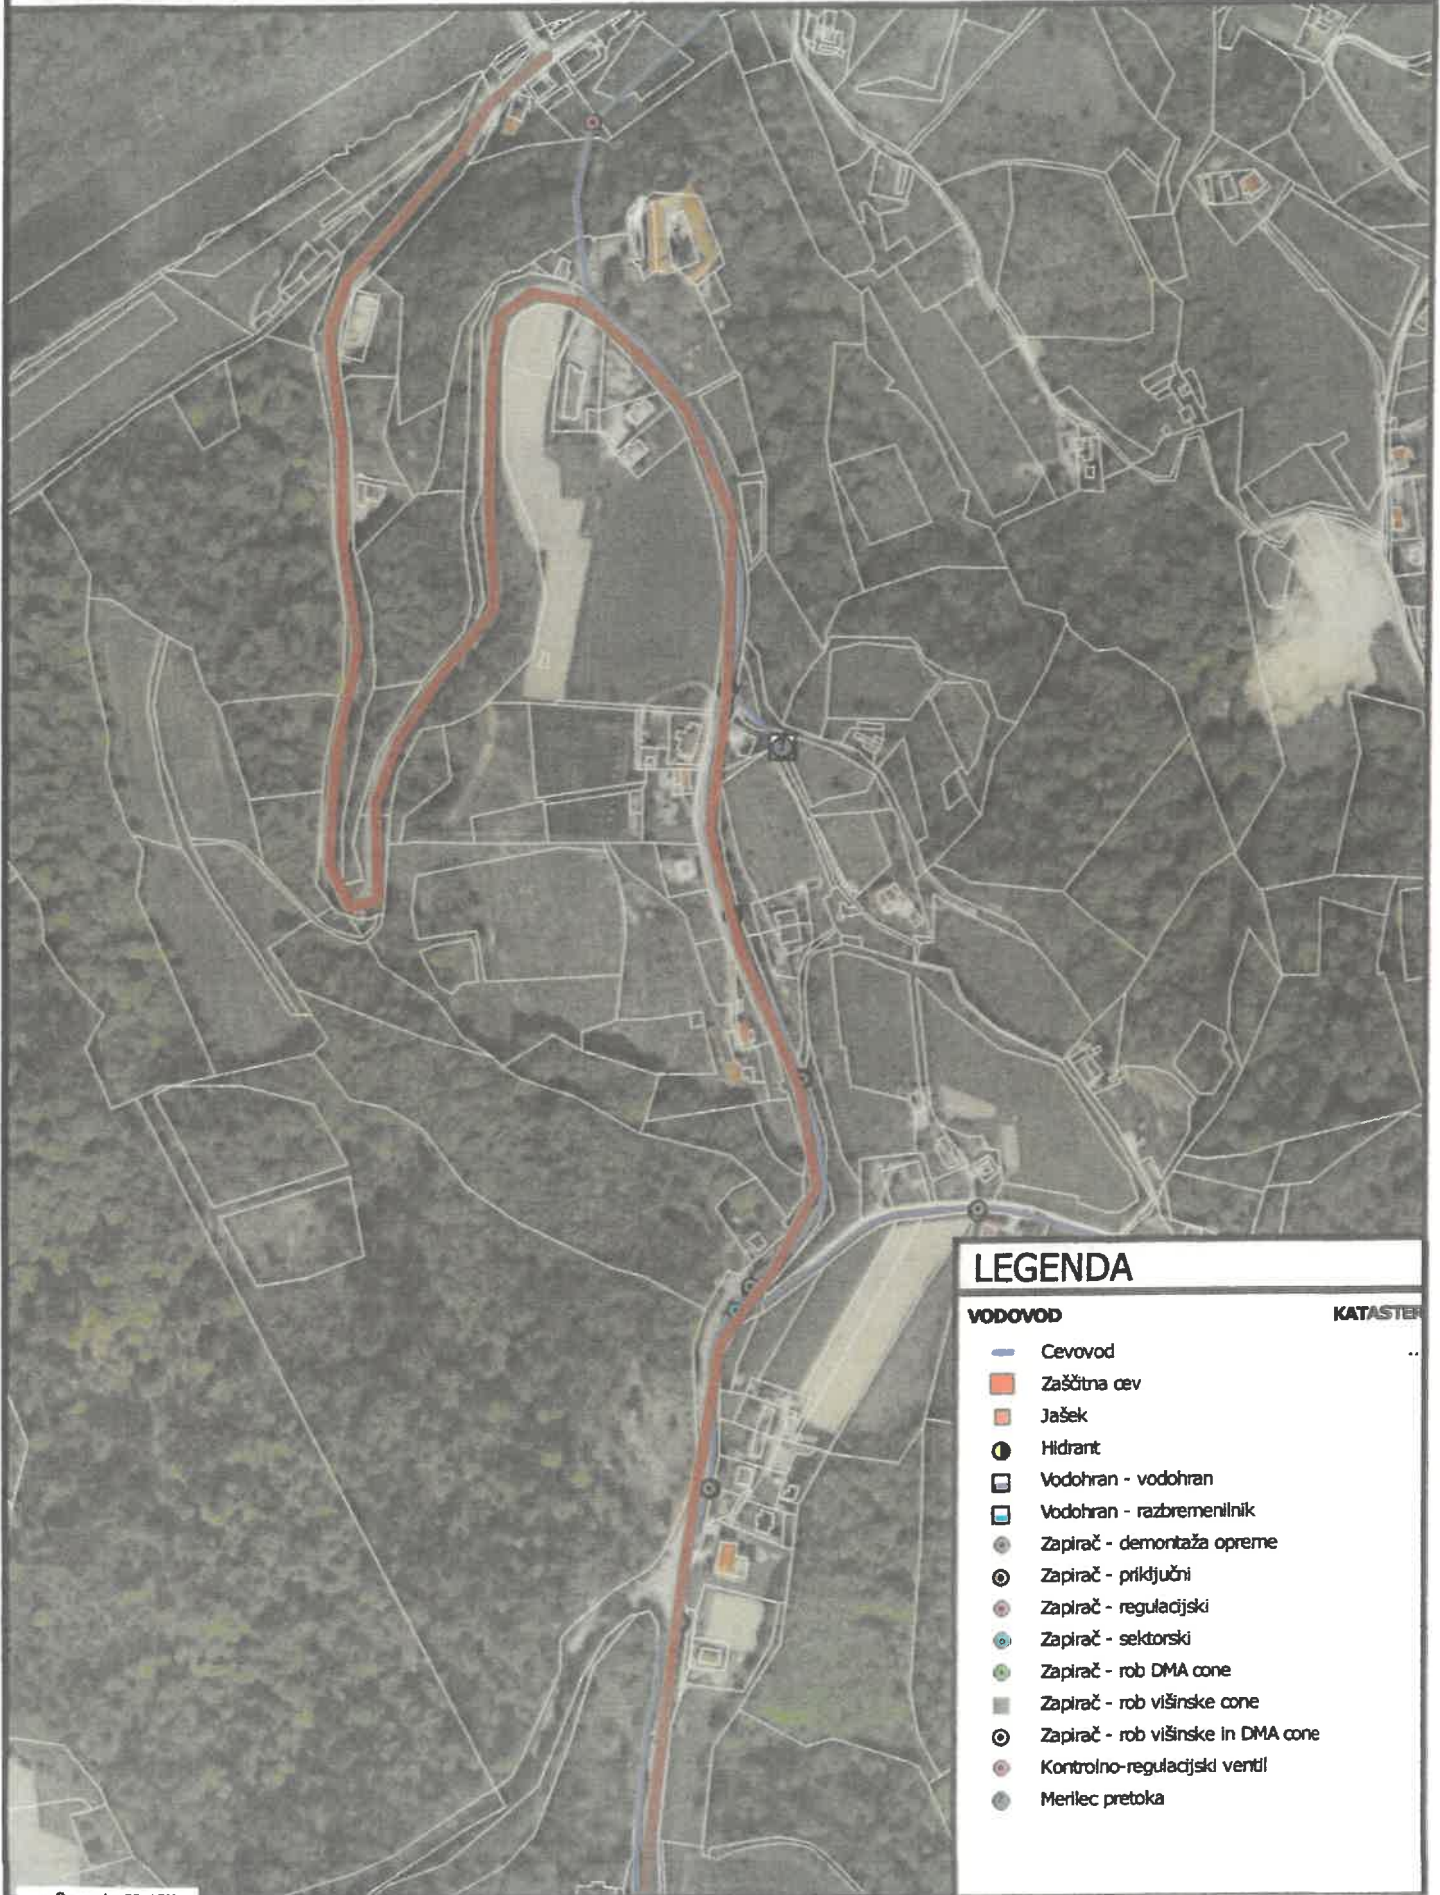 LEGENDA
VODOVOD KATASTER
Cevovod ..
Zaščitna cev
Jašek
Hidrant
Vodohran - vodohran
Vodohran - razbremenilnik
Zapirač - demontaža opreme
Zapirač - priključni
Zapirač - regulacijski
Zapirač - sektorski
Zapirač - rob DMA cone
Zapirač - rob višinske cone
Zapirač - rob višinske in DMA cone
Kontrolno-regulacijski ventil
Merilec pretoka